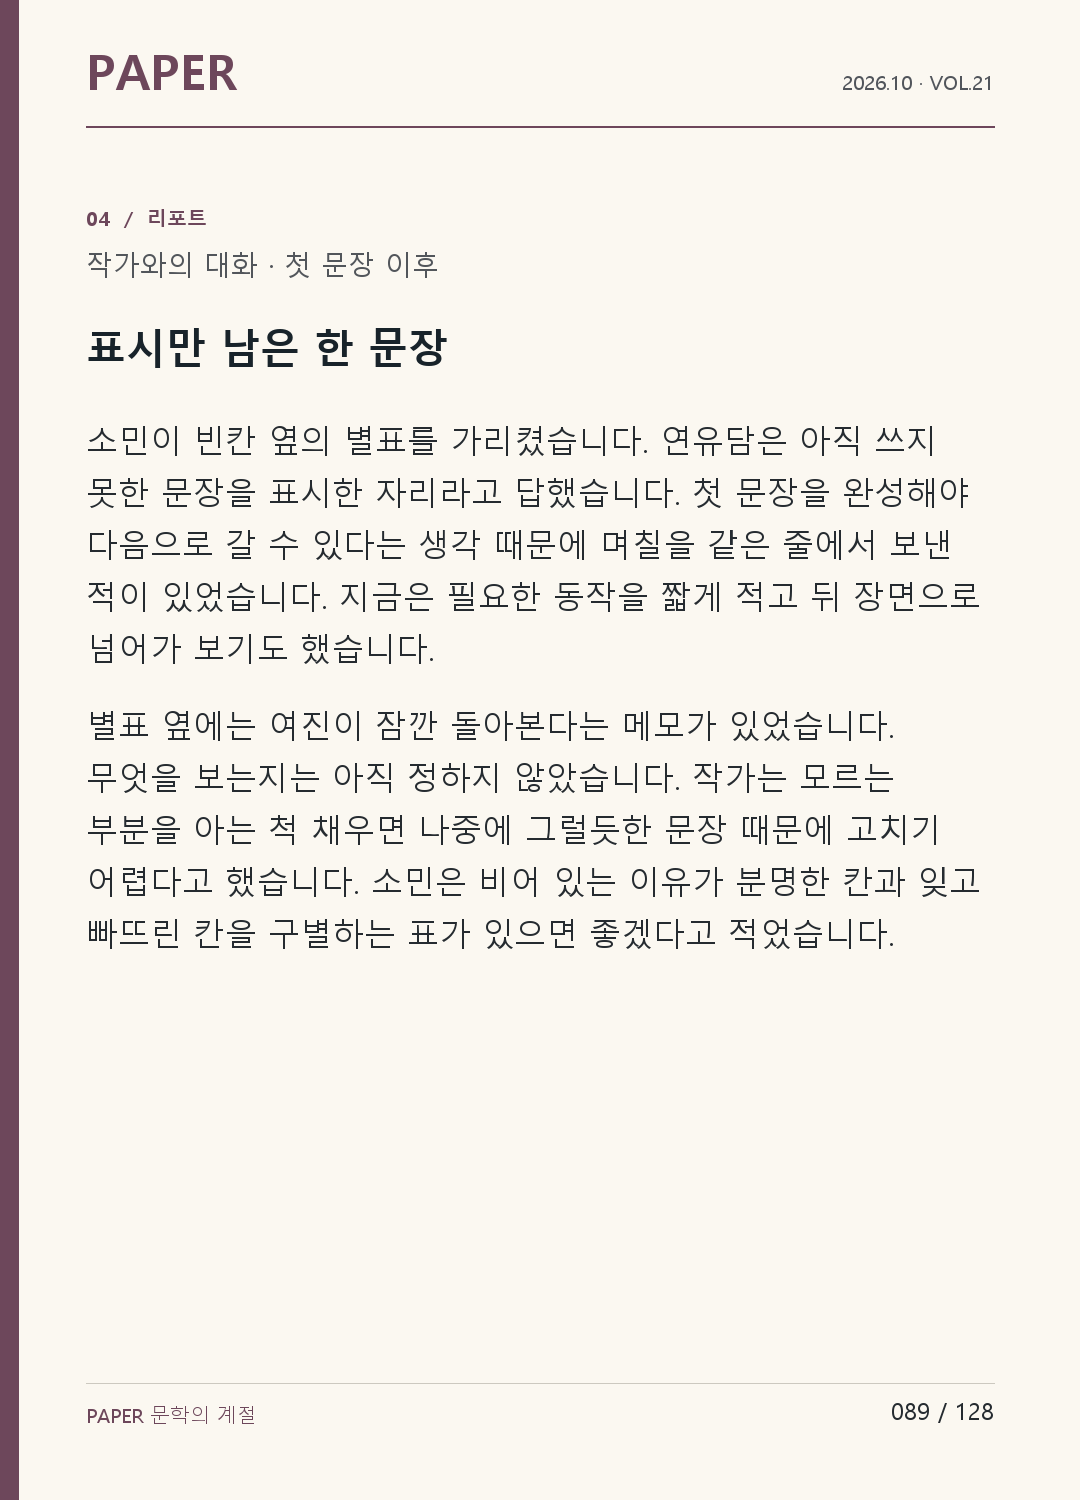 PAPER
2026.10 · VOL.21
04 / 리포트
작가와의 대화 · 첫 문장 이후
표시만 남은 한 문장
소민이 빈칸 옆의 별표를 가리켰습니다. 연유담은 아직 쓰지
못한 문장을 표시한 자리라고 답했습니다. 첫 문장을 완성해야
다음으로 갈 수 있다는 생각 때문에 며칠을 같은 줄에서 보낸
적이 있었습니다. 지금은 필요한 동작을 짧게 적고 뒤 장면으로
넘어가 보기도 했습니다.
별표 옆에는 여진이 잠깐 돌아본다는 메모가 있었습니다.
무엇을 보는지는 아직 정하지 않았습니다. 작가는 모르는
부분을 아는 척 채우면 나중에 그럴듯한 문장 때문에 고치기
어렵다고 했습니다. 소민은 비어 있는 이유가 분명한 칸과 잊고
빠뜨린 칸을 구별하는 표가 있으면 좋겠다고 적었습니다.
PAPER 문학의 계절
089 / 128